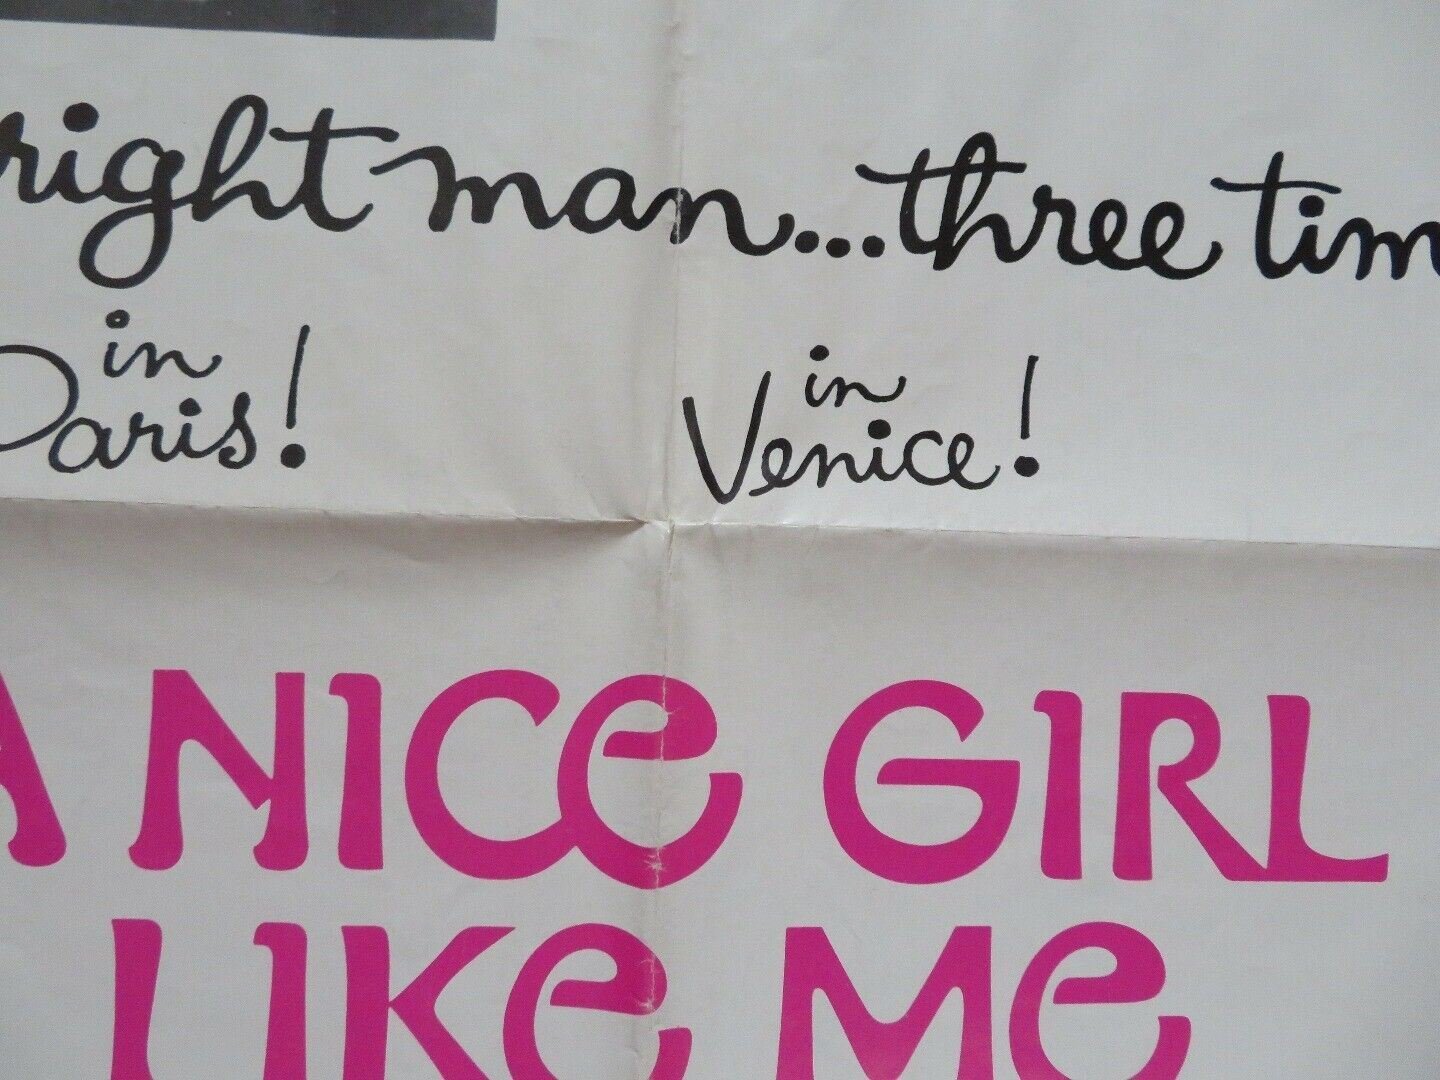 right man...three tim
in in
Paris! Venice!
A NICE GIRL
LIKE ME